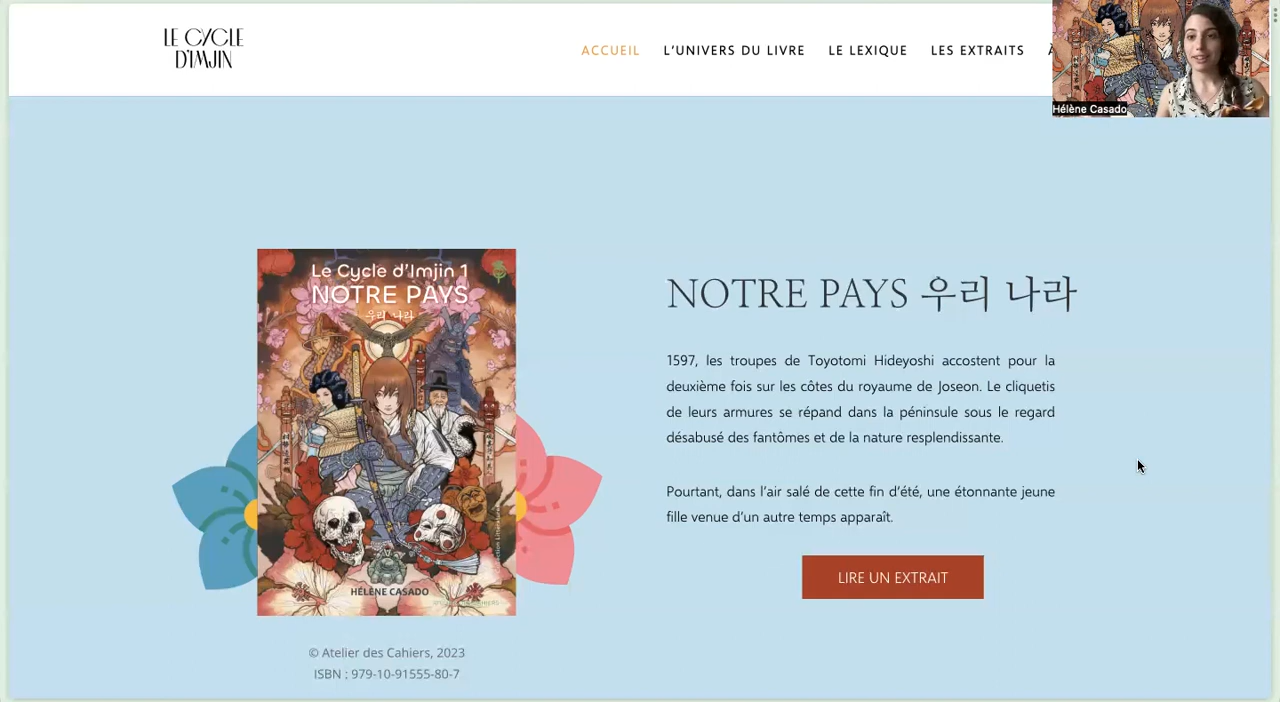 LE CYCLE
D'IMJIN
ACCUEIL
L'UNIVERS DU LIVRE
LE LEXIQUE
LES EXTRAITS
Hélène Casado
Le Cycle d'Imjin 1
NOTRE PAYS
우리 나라
HÉLÈNE CASADO
NOTRE PAYS 우리 나라
1597, les troupes de Toyotomi Hideyoshi accostent pour la
deuxième fois sur les côtes du royaume de Joseon. Le cliquetis
de leurs armures se répand dans la péninsule sous le regard
désabusé des fantômes et de la nature resplendissante.
Pourtant, dans l'air salé de cette fin d'été, une étonnante jeune
fille venue d'un autre temps apparaît.
LIRE UN EXTRAIT
© Atelier des Cahiers, 2023
ISBN : 979-10-91555-80-7